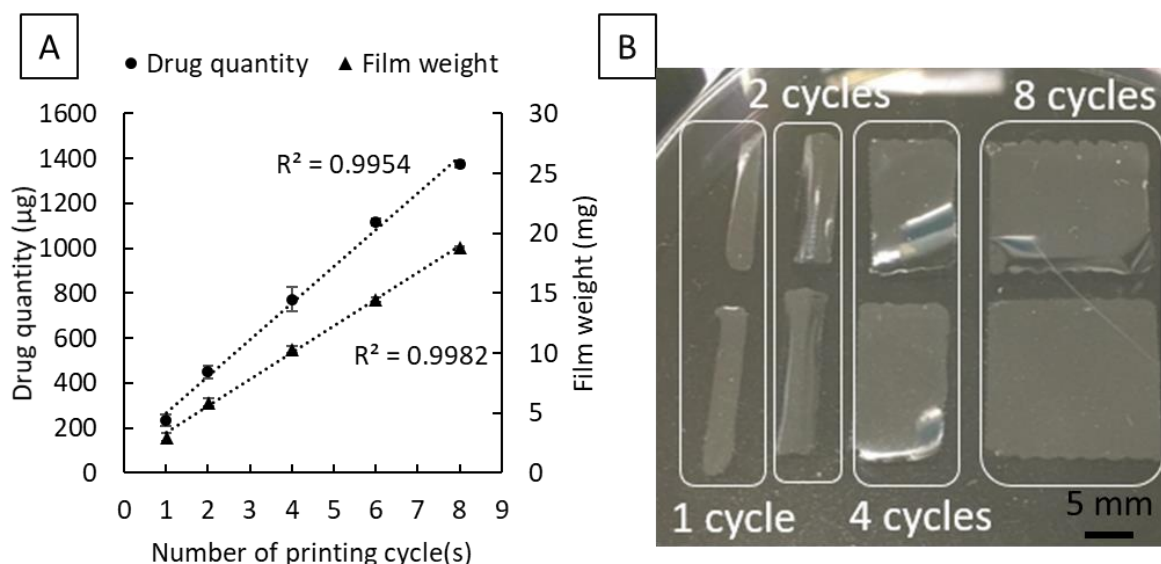 A
● Drug quantity ▲ Film weight
Drug quantity (µg)
1600
1400
1200
1000
800
600
400
200
0
R² = 0.9954
R² = 0.9982
30
25
20
15
10
5
0
Film weight (mg)
0 1 2 3 4 5 6 7 8 9
Number of printing cycle(s)
B
2 cycles
8 cycles
1 cycle
4 cycles
5 mm